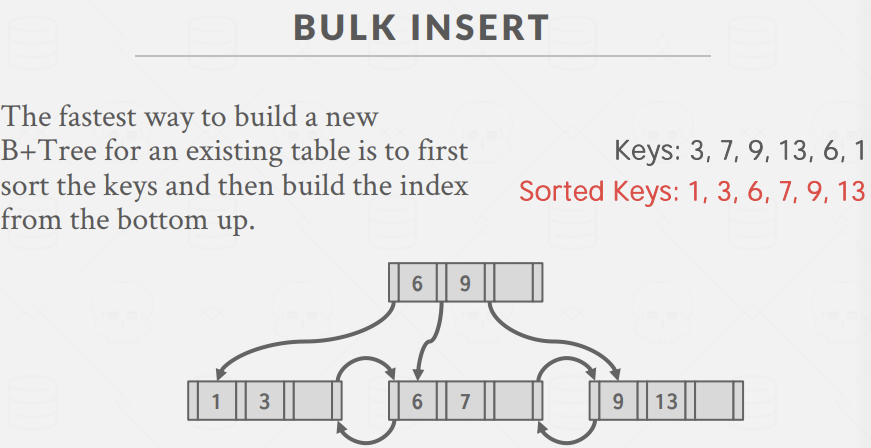 BULK INSERT
The fastest way to build a new
B+Tree for an existing table is to first
sort the keys and then build the index
from the bottom up.
Keys: 3, 7, 9, 13, 6, 1
Sorted Keys: 1, 3, 6, 7, 9, 13
6 9
1 3 6 7 9 13